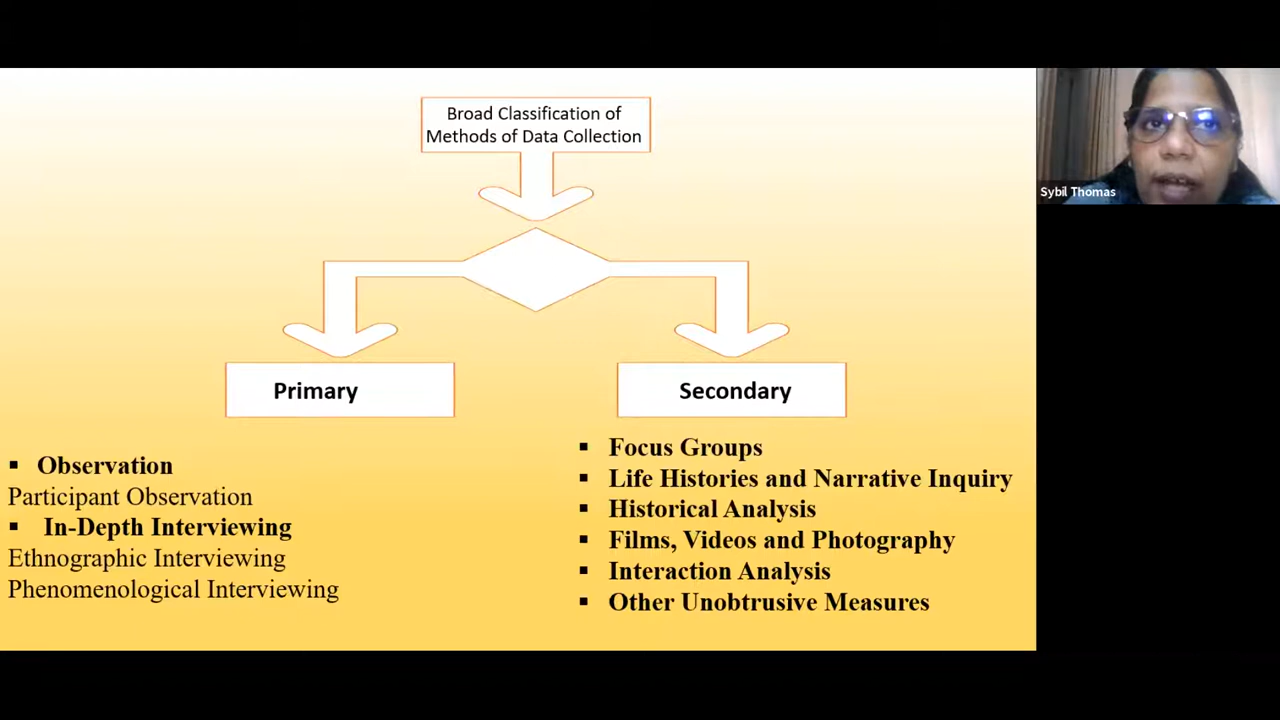 Broad Classification of
Methods of Data Collection
Sybil Thomas
Primary
Secondary
▪ Observation
Participant Observation
▪ In-Depth Interviewing
Ethnographic Interviewing
Phenomenological Interviewing
▪ Focus Groups
▪ Life Histories and Narrative Inquiry
▪ Historical Analysis
▪ Films, Videos and Photography
▪ Interaction Analysis
▪ Other Unobtrusive Measures